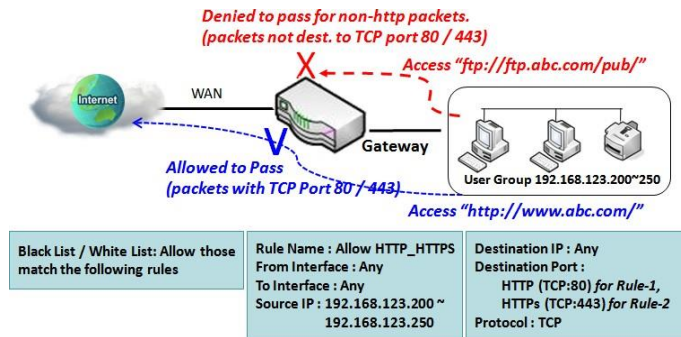 Denied to pass for non-http packets.
(packets not dest. to TCP port 80 / 443)
X
Access "ftp://ftp.abc.com/pub/"
Internet
WAN
V
Gateway
Allowed to Pass
(packets with TCP Port 80 / 443)
User Group 192.168.123.200~250
Access "http://www.abc.com/"
Black List / White List: Allow those
match the following rules
Rule Name : Allow HTTP_HTTPS
From Interface : Any
To Interface : Any
Source IP : 192.168.123.200 ~
192.168.123.250
Destination IP : Any
Destination Port :
HTTP (TCP:80) for Rule-1,
HTTPs (TCP:443) for Rule-2
Protocol : TCP